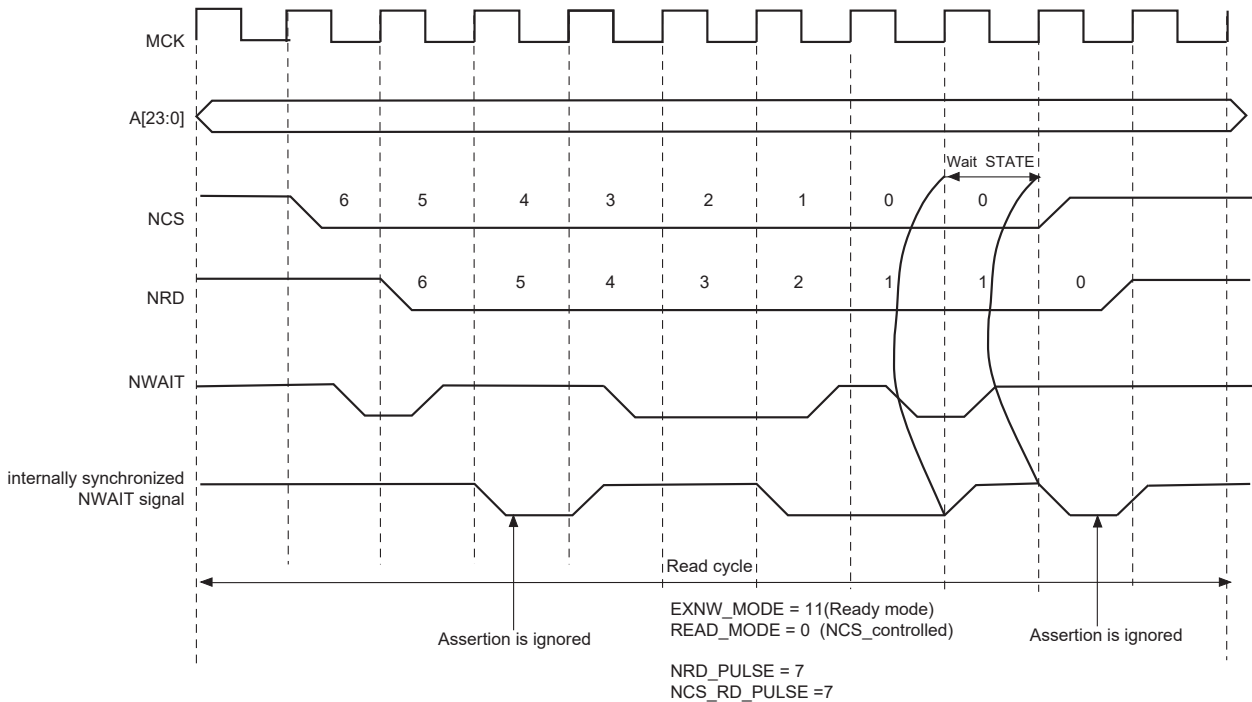 MCK
A[23:0]
Wait STATE
NCS 6 5 4 3 2 1 0 0
NRD 6 5 4 3 2 1 1 0
NWAIT
internally synchronized
NWAIT signal
Read cycle
EXNW_MODE = 11(Ready mode)
READ_MODE = 0 (NCS_controlled)
Assertion is ignored
Assertion is ignored
NRD_PULSE = 7
NCS_RD_PULSE =7